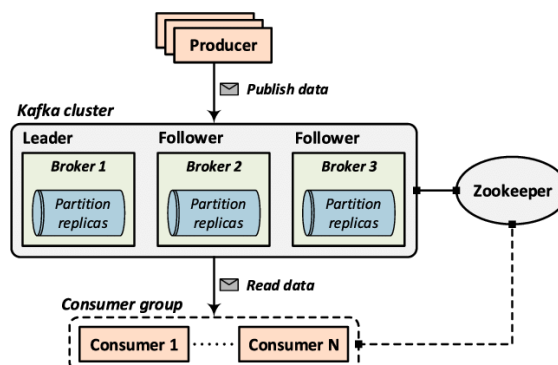 Producer
Publish data
Kafka cluster
Leader Follower Follower
Broker 1 Broker 2 Broker 3
Partition Partition Partition
replicas replicas replicas
Zookeeper
Read data
Consumer group
Consumer 1 ...... Consumer N